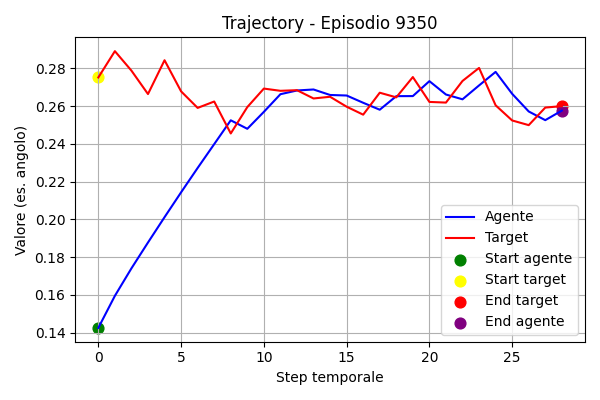 Trajectory - Episodio 9350
Valore (es. angolo)
0.28
0.26
0.24
0.22
0.20
0.18
0.16
0.14
Agente
Target
Start agente
Start target
End target
End agente
0 5 10 15 20 25
Step temporale